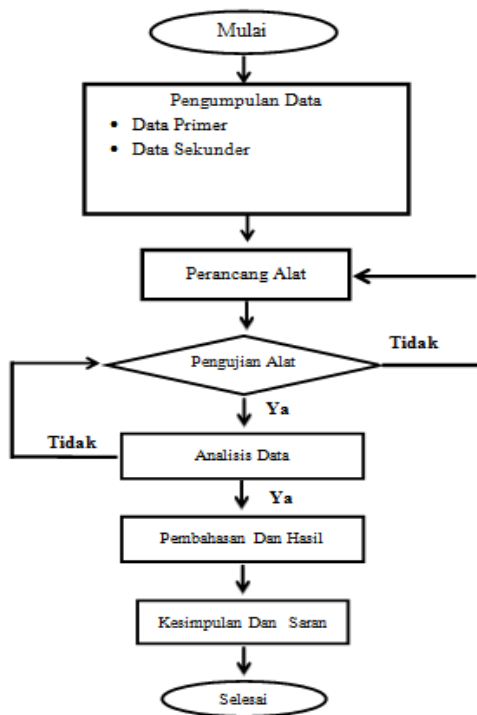 Mulai
Pengumpulan Data
• Data Primer
• Data Sekunder
Perancang Alat
Pengujian Alat
Tidak
Ya
Tidak
Analisis Data
Ya
Pembahasan Dan Hasil
Kesimpulan Dan Saran
Selesai